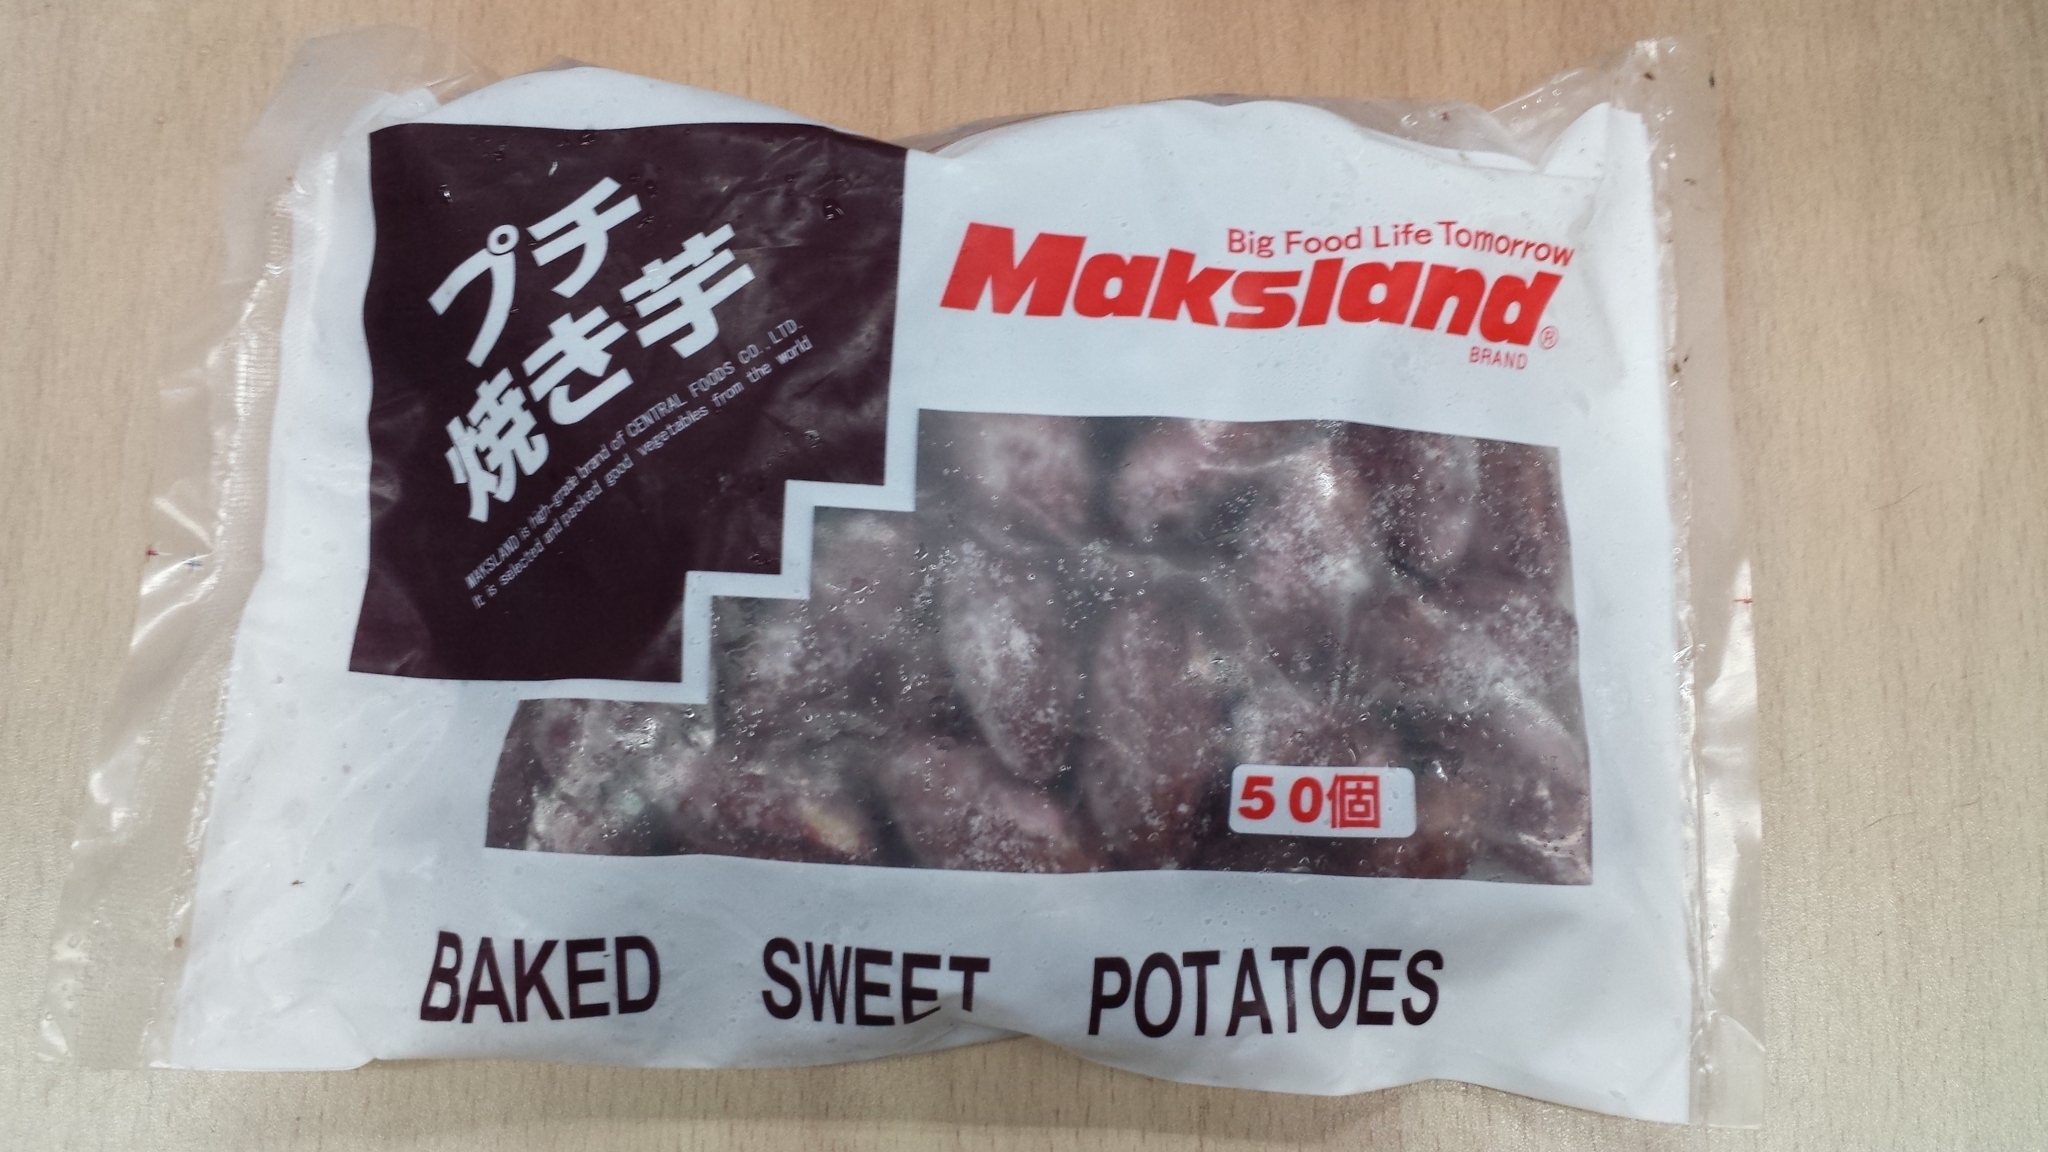 プチ
焼き芋
MAKSLAND is high-grade brand of CENTRAL FOODS CO.,LTD.
It is selected and packed good vegetables from the world
Big Food Life Tomorrow
Maksland®
BRAND
50個
BAKED SWEET POTATOES